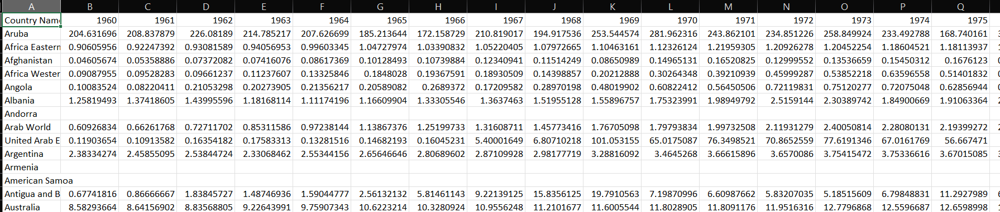 A B C D E F G H I J K L M N O P Q
Country Nam 1960 1961 1962 1963 1964 1965 1966 1967 1968 1969 1970 1971 1972 1973 1974 1975
Aruba 204.631696 208.837879 226.08189 214.785217 207.626699 185.213644 172.158729 210.819017 194.917536 253.544574 281.962316 243.862101 234.851226 258.849924 233.492788 168.740161
Africa Eastern 0.90605956 0.92247392 0.93081589 0.94056953 0.99603345 1.04727974 1.03390832 1.05220405 1.07972665 1.10463161 1.12326124 1.21959305 1.20926278 1.20452254 1.18604521 1.18113937
Afghanistan 0.04605674 0.05358886 0.07372082 0.07416076 0.08617369 0.10128493 0.10739884 0.12340941 0.11514249 0.08650989 0.14965131 0.16520825 0.12999552 0.13536659 0.15450312 0.1676123
Africa Wester 0.09087955 0.09528283 0.09661237 0.11237607 0.13325846 0.1848028 0.19367591 0.18930509 0.14398857 0.20212888 0.30264348 0.39210939 0.45999287 0.53852218 0.63596558 0.51401832
Angola 0.10083524 0.08220411 0.21053298 0.20273905 0.21356217 0.20589082 0.2689372 0.17209582 0.28970198 0.48019902 0.60822412 0.56450506 0.72119831 0.75120277 0.72075048 0.62856944
Albania 1.25819493 1.37418605 1.43995596 1.18168114 1.11174196 1.16609904 1.33305546 1.3637463 1.51955128 1.55896757 1.75323991 1.98949792 2.5159144 2.30389742 1.84900669 1.91063364
Andorra
Arab World 0.60926834 0.66261768 0.72711702 0.85311586 0.97238144 1.13867376 1.25199733 1.31608711 1.45773416 1.76705098 1.79793834 1.99732508 2.11931279 2.40050814 2.28080131 2.19399272
United Arab E 0.11903654 0.10913582 0.16354182 0.17583313 0.13281516 0.14682193 0.16045231 5.40001649 6.80710218 101.053155 65.0175087 76.3498521 70.8652559 77.6191346 67.0161769 56.667471
Argentina 2.38334274 2.45855095 2.53844724 2.33068462 2.55344156 2.65646646 2.80689602 2.87109928 2.98177719 3.28816092 3.4645268 3.66615896 3.6570086 3.75415472 3.75336616 3.67015085
Armenia
American Samoa
Antigua and B 0.67741816 0.86666667 1.83845727 1.48746936 1.59044777 2.56132132 5.81461143 9.22139125 15.8356125 19.7910563 7.19870996 6.60987662 5.83207035 5.18515609 6.79848831 11.2927989
Australia 8.58293664 8.64156902 8.83568805 9.22643991 9.75907343 10.6223214 10.3280924 10.9556248 11.2101677 11.6005544 11.8028905 11.8091176 11.9516316 12.7796868 12.5596687 12.6598998